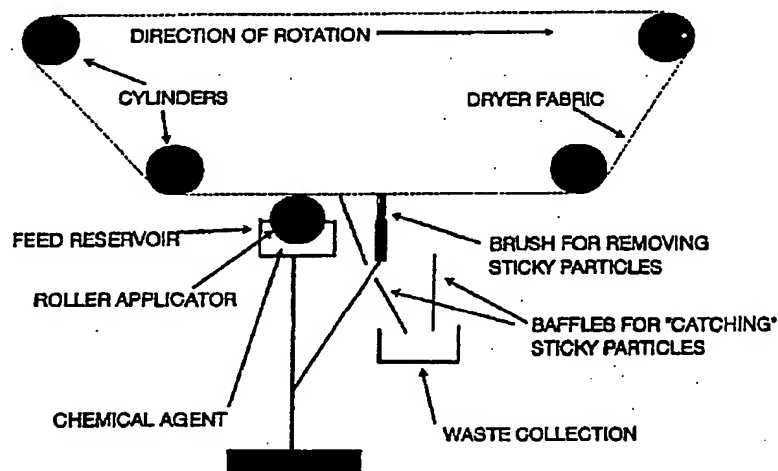 DIRECTION OF ROTATION
CYLINDERS
DRYER FABRIC
FEED RESERVOIR
BRUSH FOR REMOVING
STICKY PARTICLES
ROLLER APPLICATOR
BAFFLES FOR "CATCHING"
STICKY PARTICLES
CHEMICAL AGENT
WASTE COLLECTION